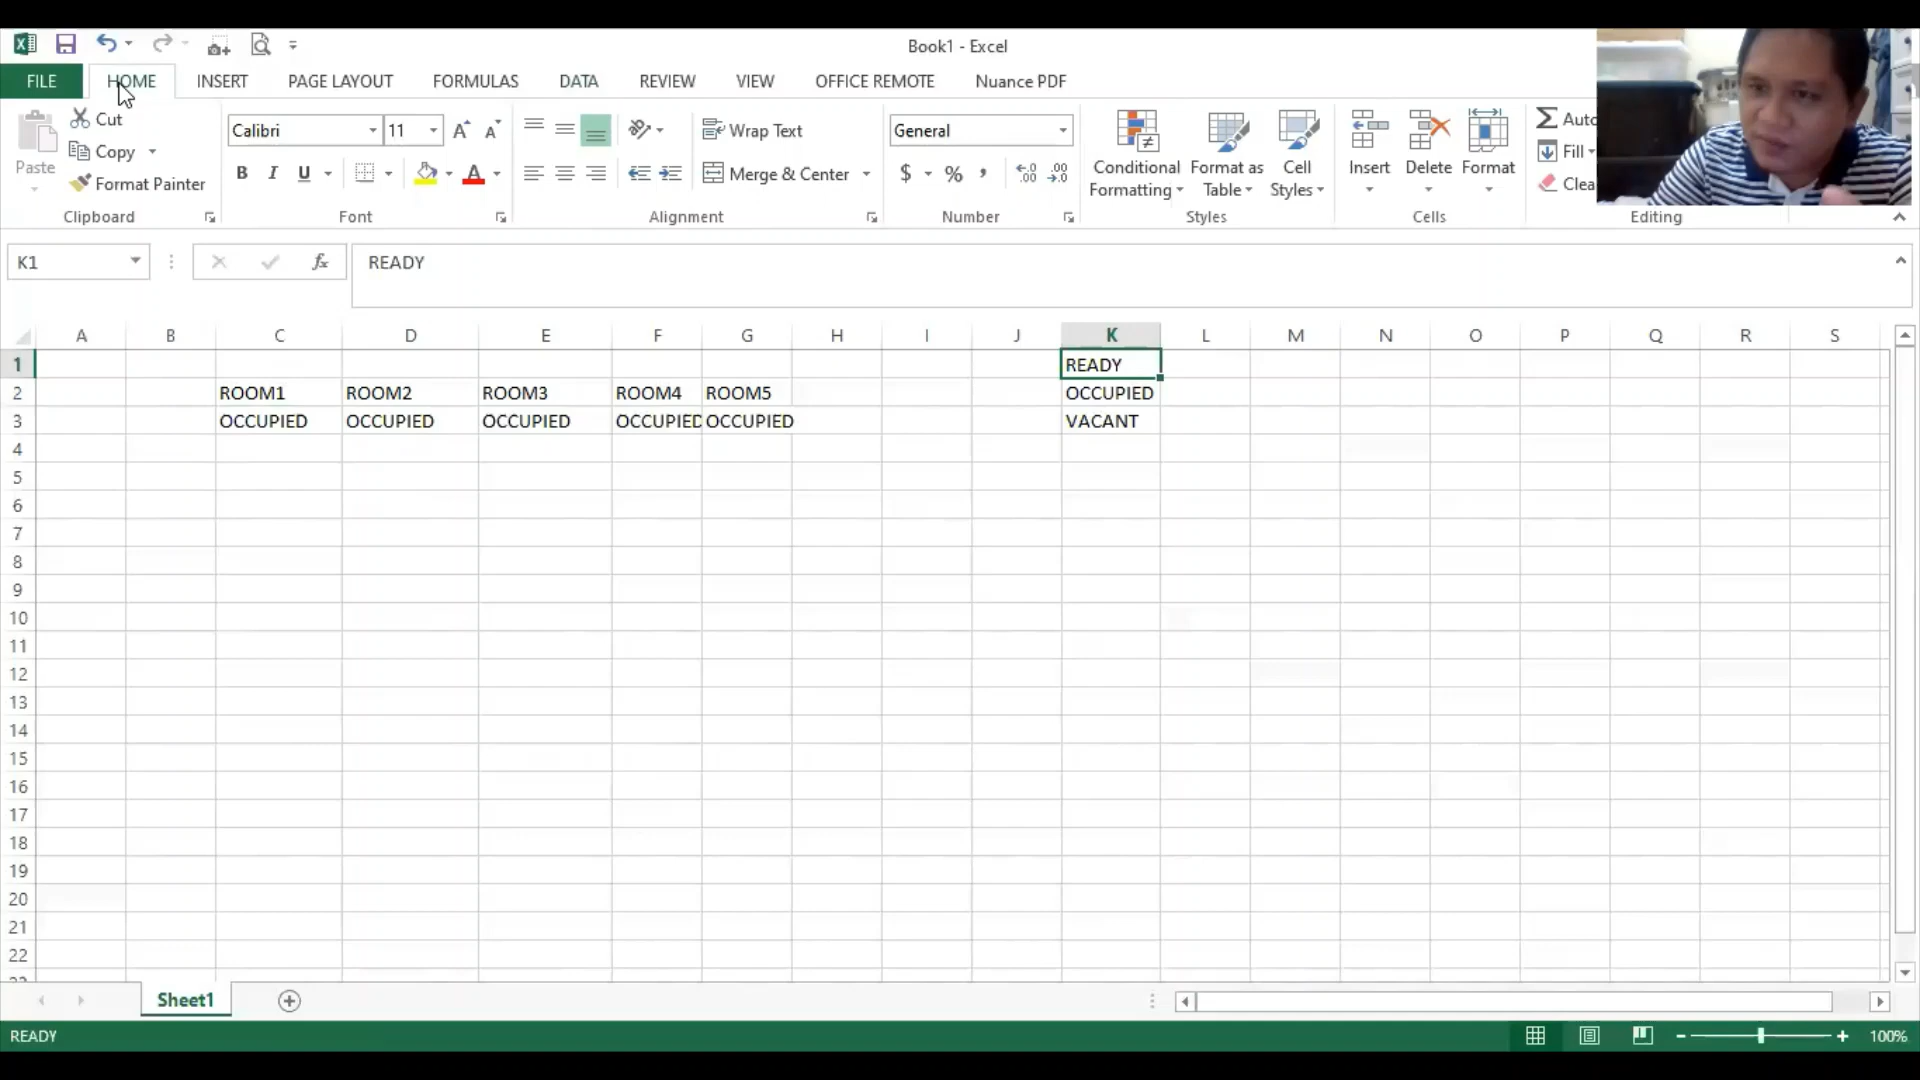 Book1 - Excel
FILE HOME INSERT PAGE LAYOUT FORMULAS DATA REVIEW VIEW OFFICE REMOTE Nuance PDF
Paste
Cut
Copy
Format Painter
Clipboard
Calibri 11
B I U A
Font
Wrap Text
Merge & Center
Alignment
General
$ % ,
Number
Conditional Formatting
Format as Table
Cell Styles
Styles
Insert
Delete
Format
Cells
Σ Auto
Fill
Clea
Editing
K1 fx READY
A B C D E F G H I J K L M N O P Q R S
1 READY
2 ROOM1 ROOM2 ROOM3 ROOM4 ROOM5 OCCUPIED
3 OCCUPIED OCCUPIED OCCUPIED OCCUPIED OCCUPIED VACANT
4
5
6
7
8
9
10
11
12
13
14
15
16
17
18
19
20
21
22
Sheet1
READY 100%